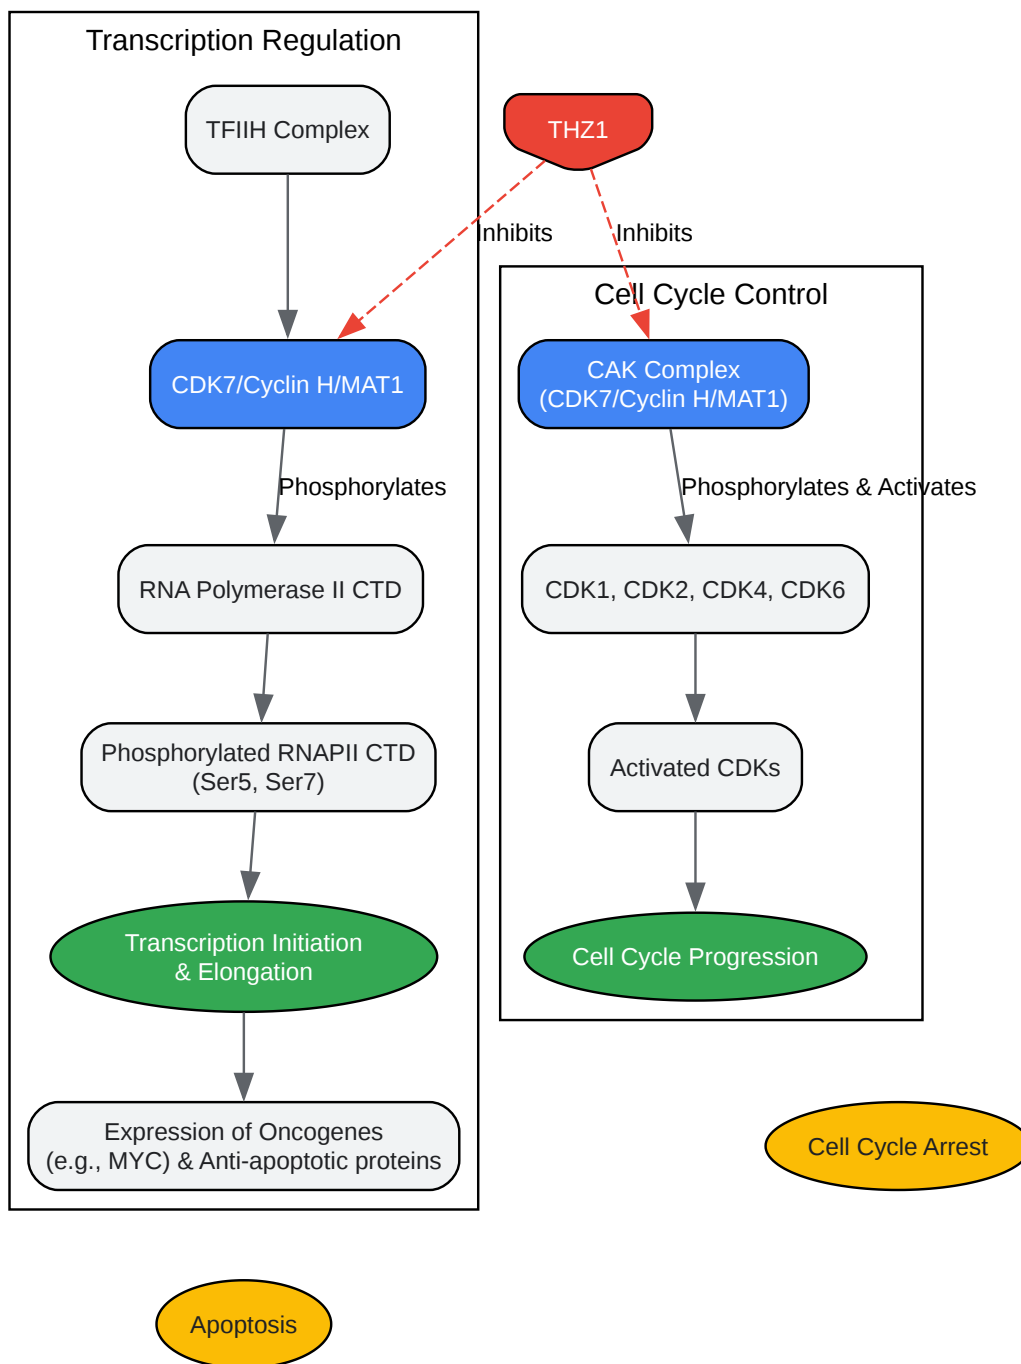 Transcription Regulation
TFIIH Complex
THZ1
Inhibits
Inhibits
Cell Cycle Control
CDK7/Cyclin H/MAT1
CAK Complex
(CDK7/Cyclin H/MAT1)
Phosphorylates
Phosphorylates & Activates
RNA Polymerase II CTD
CDK1, CDK2, CDK4, CDK6
Phosphorylated RNAPII CTD
(Ser5, Ser7)
Activated CDKs
Transcription Initiation
& Elongation
Cell Cycle Progression
Expression of Oncogenes
(e.g., MYC) & Anti-apoptotic proteins
Cell Cycle Arrest
Apoptosis